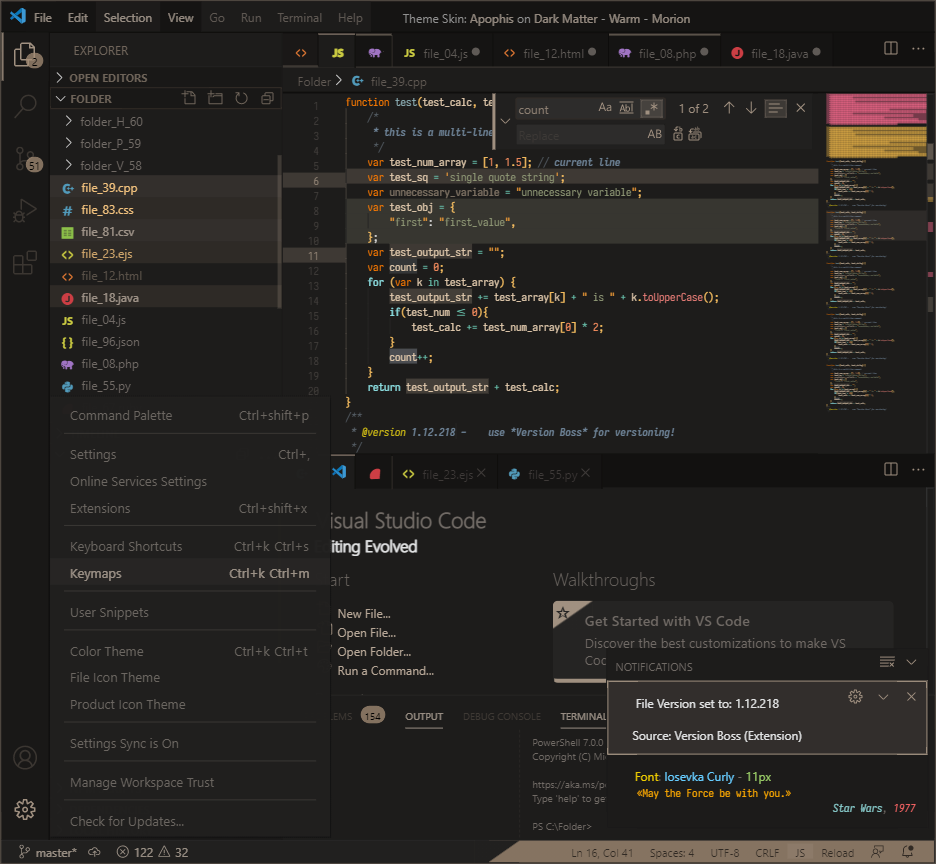 File Edit Selection View Go Run Terminal Help Theme Skin: Apophis on Dark Matter - Warm - Morion
2
EXPLORER
JS file_04.js file_12.html file_08.php file_18.java
OPEN EDITORS
Folder file_39.cpp
FOLDER
folder_H_60
folder_P_59
folder_V_58
51
file_39.cpp
file_83.css
file_81.csv
file_23.ejs
file_12.html
file_18.java
JS file_04.js
file_96.json
file_08.php
file_55.py
count Aa Ab 1 of 2
Replace AB
1 function test(test_calc, te
2 /*
3 * this is a multi-line
4 */
5 var test_num_array = [1, 1.5]; // current line
6 var test_sq = 'single quote string';
7 var unnecessary_variable = "unnecessary variable";
8 var test_obj = {
9 "first": "first_value",
10 };
11 var test_output_str = "";
12 var count = 0;
13 for (var k in test_array) {
14 test_output_str += test_array[k] + " is " + k.toUpperCase();
15 if(test_num ≤ 0){
16 test_calc += test_num_array[0] * 2;
17 }
18 count++;
19 }
20 return test_output_str + test_calc;
}
/**
* @version 1.12.218 - use *Version Boss* for versioning!
*/
Command Palette Ctrl+shift+p
Settings Ctrl+,
Online Services Settings
Extensions Ctrl+shift+x
Keyboard Shortcuts Ctrl+k Ctrl+s
Keymaps Ctrl+k Ctrl+m
User Snippets
Color Theme Ctrl+k Ctrl+t
File Icon Theme
Product Icon Theme
Settings Sync is On
Manage Workspace Trust
Check for Updates...
file_23.ejs file_55.py
isual Studio Code
iting Evolved
art
New File...
Open File...
Open Folder...
Run a Command...
Walkthroughs
Get Started with VS Code
Discover the best customizations to make VS
Coc
LEMS 154 OUTPUT DEBUG CONSOLE TERMINAL
PowerShell 7.0.0
Copyright (C) Mi
https://aka.ms/p
Type 'help' to ge
PS C:\Folder>
NOTIFICATIONS
File Version set to: 1.12.218
Source: Version Boss (Extension)
Font: Iosevka Curly - 11px
«May the Force be with you.»
Star Wars, 1977
master* 122 32 Ln 16, Col 41 Spaces: 4 UTF-8 CRLF JS Reload